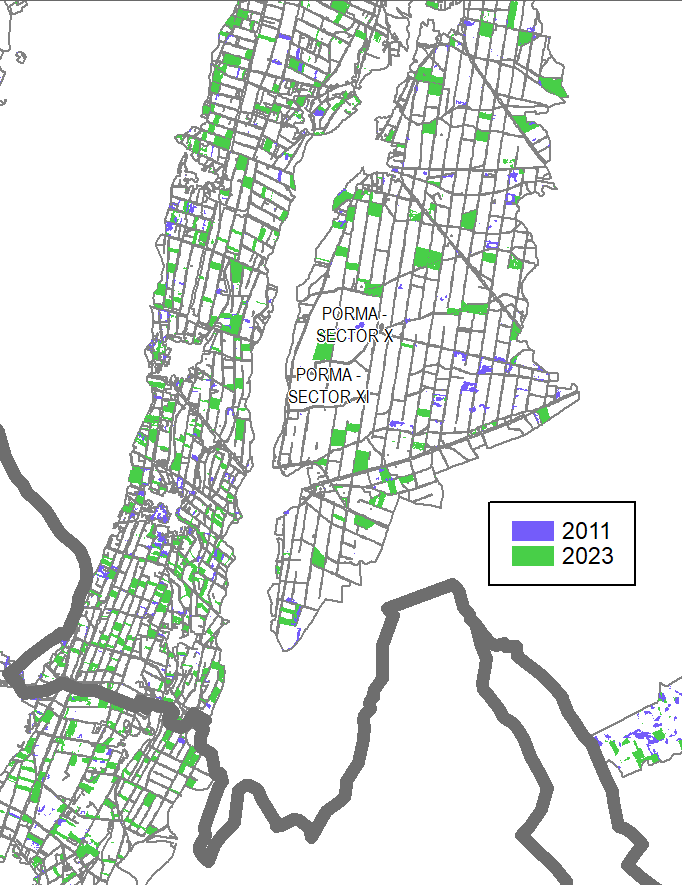 PORMA -
SECTOR X
PORMA -
SECTOR XI
2011
2023